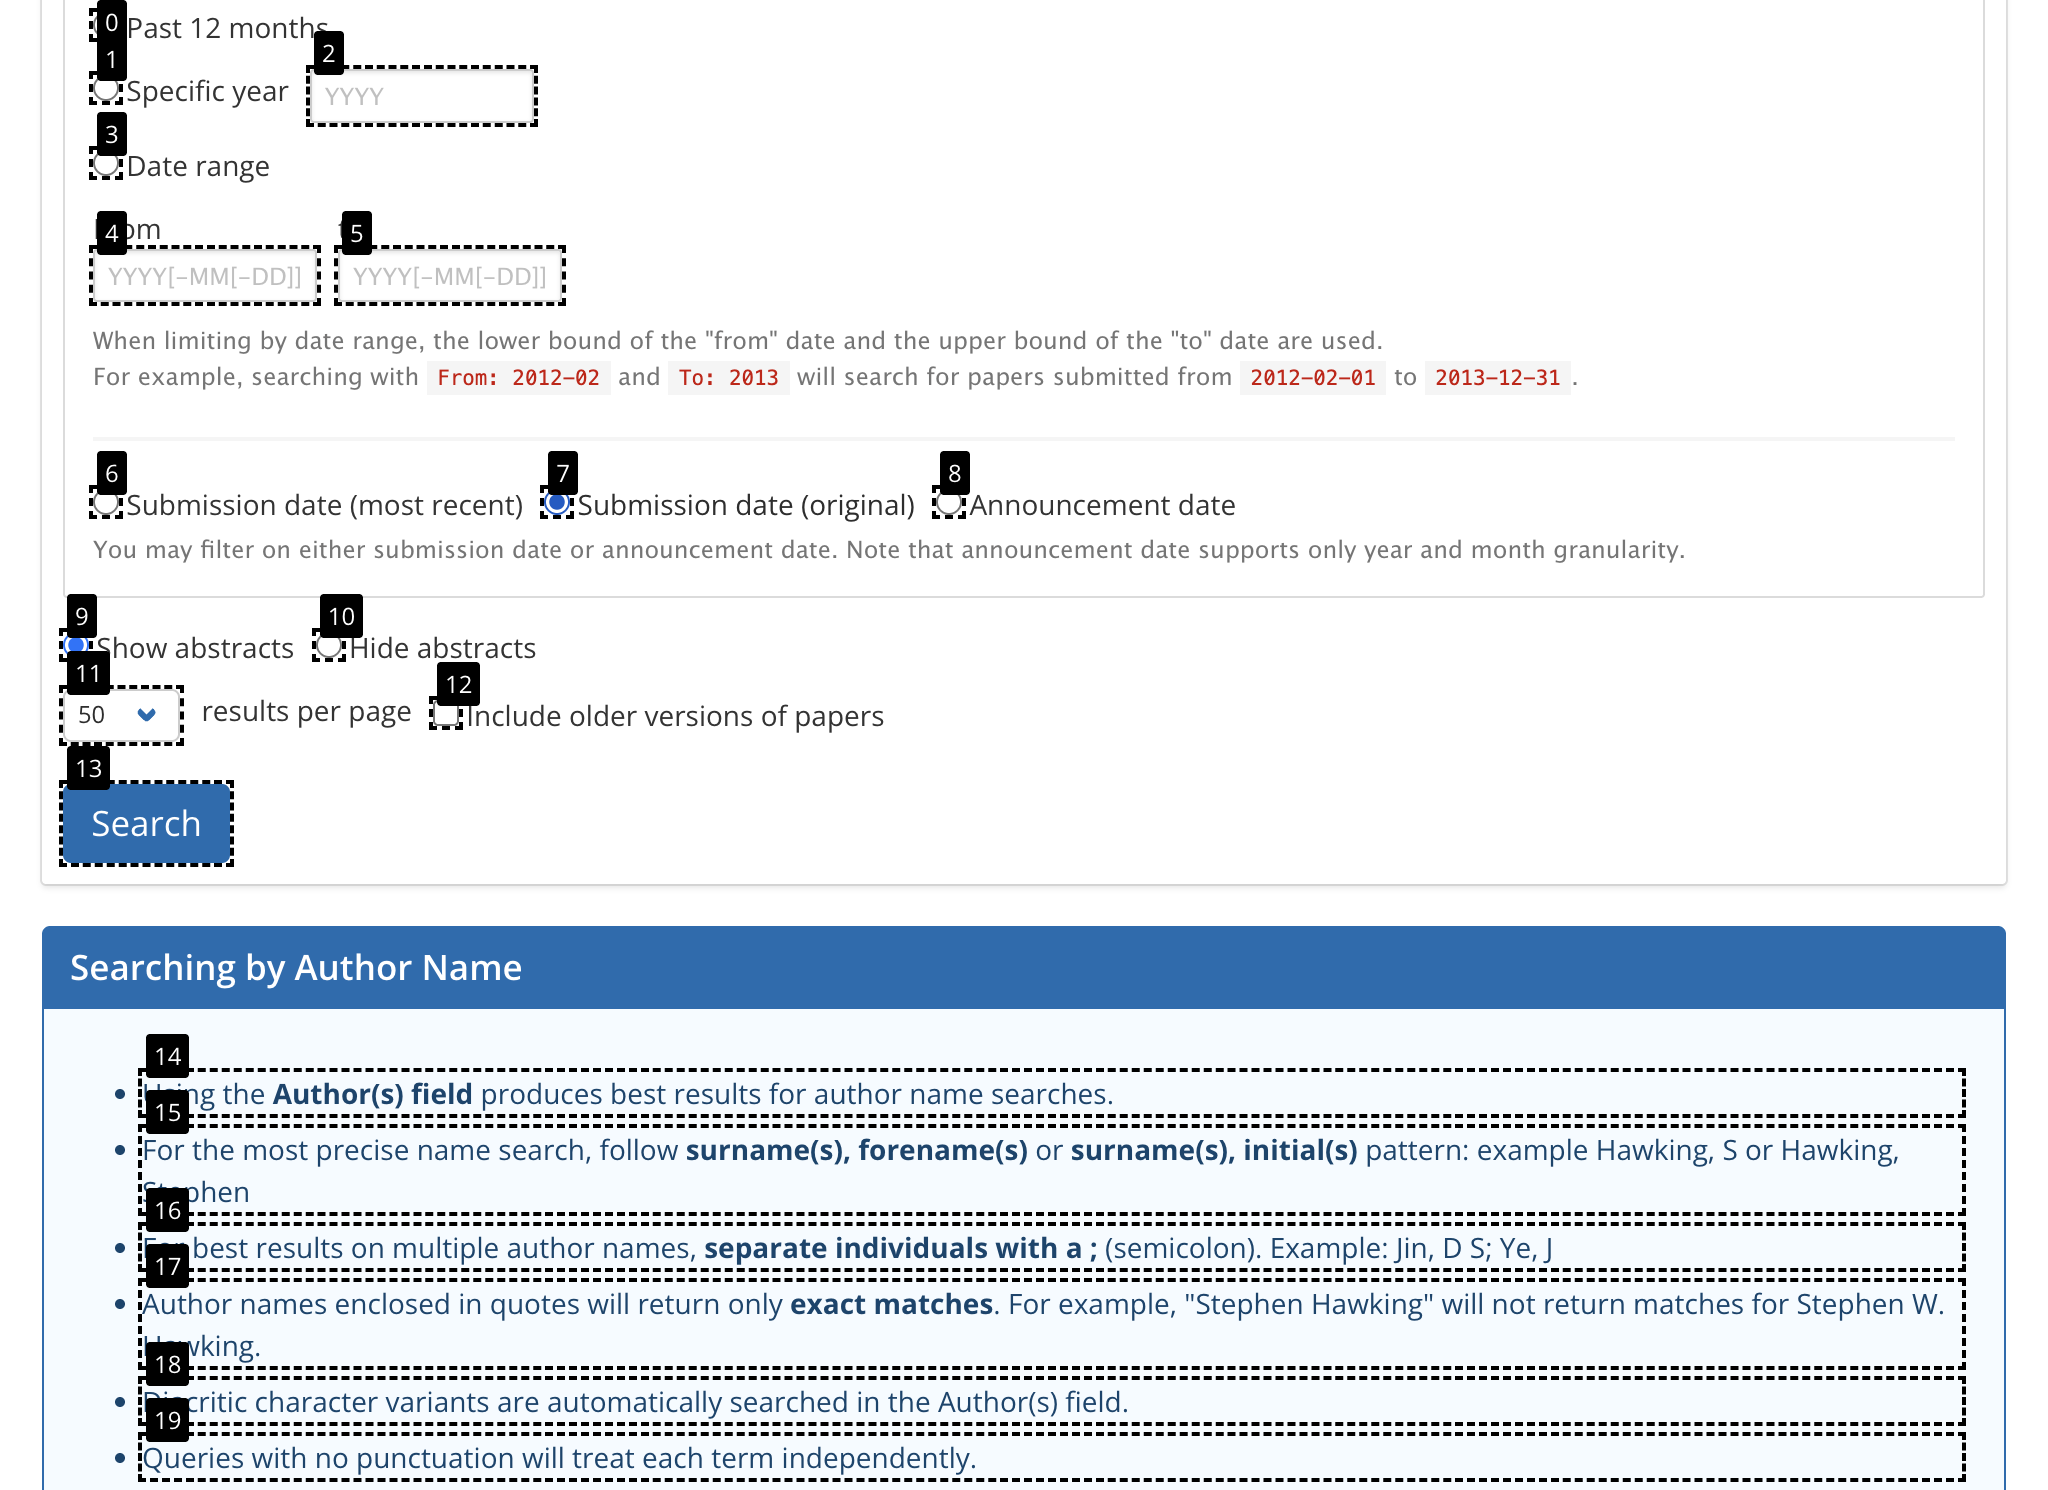 0
Past 12 months
1
Specific year
2
YYYY
3
Date range
4
5
YYYY[-MM[-DD]] YYYY[-MM[-DD]]
When limiting by date range, the lower bound of the "from" date and the upper bound of the "to" date are used.
For example, searching with From: 2012-02 and To: 2013 will search for papers submitted from 2012-02-01 to 2013-12-31 .
6
7
8
Submission date (most recent) Submission date (original) Announcement date
You may filter on either submission date or announcement date. Note that announcement date supports only year and month granularity.
9
10
Show abstracts Hide abstracts
11
12
50 results per page Include older versions of papers
13
Search
Searching by Author Name
14
the Author(s) field produces best results for author name searches.
15
For the most precise name search, follow surname(s), forename(s) or surname(s), initial(s) pattern: example Hawking, S or Hawking,
Stephen
16
best results on multiple author names, separate individuals with a ; (semicolon). Example: Jin, D S; Ye, J
17
Author names enclosed in quotes will return only exact matches. For example, "Stephen Hawking" will not return matches for Stephen W.
Hawking.
18
Diacritic character variants are automatically searched in the Author(s) field.
19
Queries with no punctuation will treat each term independently.